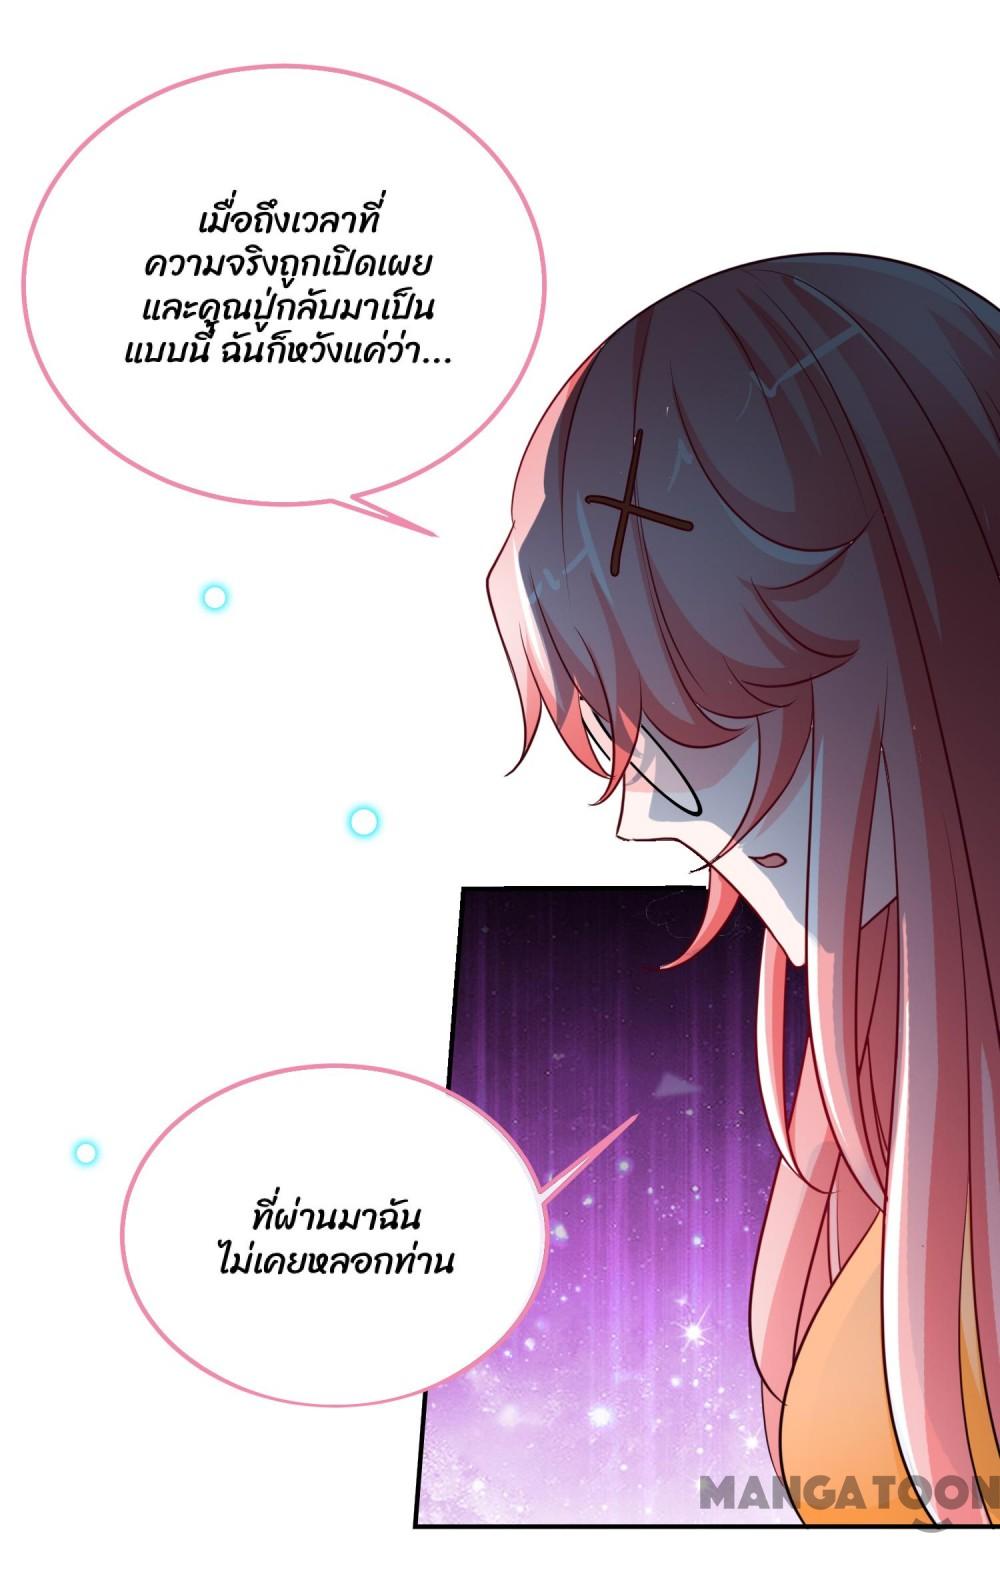 เมื่อถึงเวลาที่
ความจริงถูกเปิดเผย
และคุณปู่กลับมาเป็น
แบบนี้ ฉันก็หวังแค่ว่า...
ที่ผ่านมาฉัน
ไม่เคยหลอกท่าน
MANGATOON